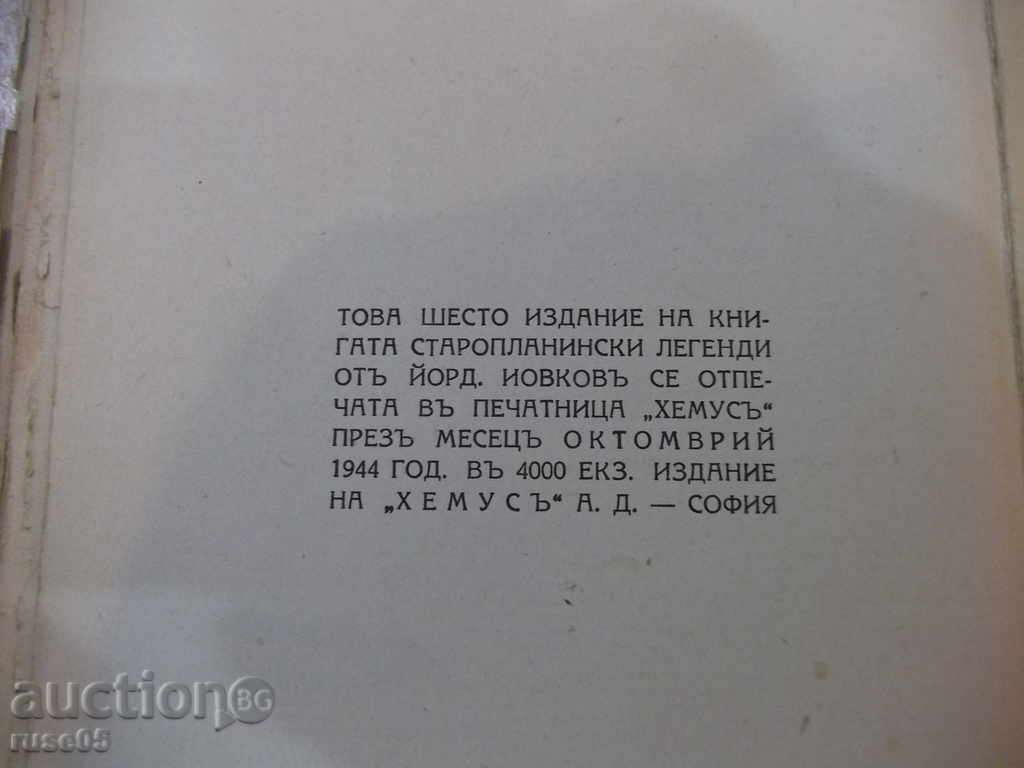 ТОВА ШЕСТО ИЗДАНИЕ НА КНИ-
ГАТА СТАРОПЛАНИНСКИ ЛЕГЕНДИ
ОТЪ ЙОРД. ИОВКОВЪ СЕ ОТПЕ-
ЧАТА ВЪ ПЕЧАТНИЦА „ХЕМУСЪ“
ПРЕЗЪ МЕСЕЦЪ ОКТОМВРИЙ
1944 ГОД. ВЪ 4000 ЕКЗ. ИЗДАНИЕ
НА „ХЕМУСЪ“ А. Д. — СОФИЯ
auction BG
ruse05